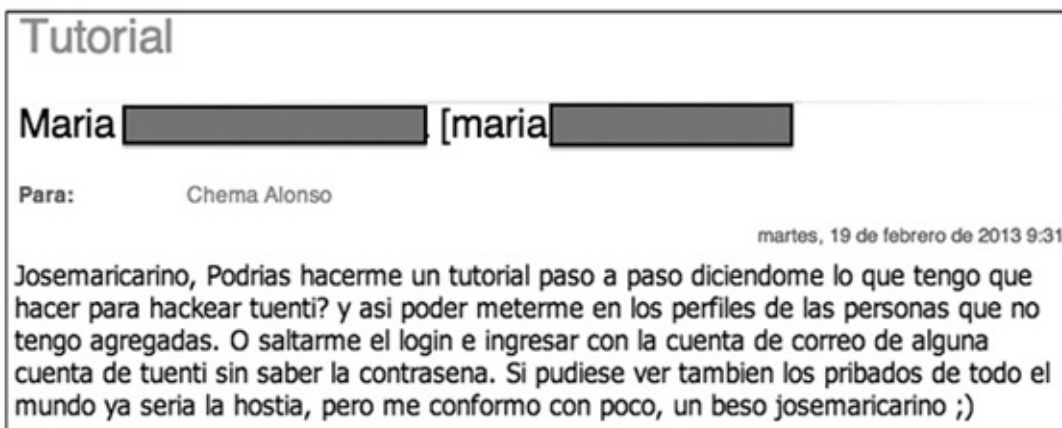 Tutorial
Maria [maria
Para: Chema Alonso
martes, 19 de febrero de 2013 9:31
Josemaricarino, Podrias hacerme un tutorial paso a paso diciendome lo que tengo que
hacer para hackear tuenti? y asi poder meterme en los perfiles de las personas que no
tengo agregadas. O saltarme el login e ingresar con la cuenta de correo de alguna
cuenta de tuenti sin saber la contrasena. Si pudiese ver tambien los pribados de todo el
mundo ya seria la hostia, pero me conformo con poco, un beso josemaricarino ;)